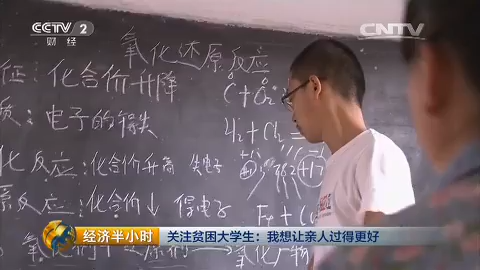 CCTV 2
财 经
CNTV
氧化还原反应
征：化合价升降
质：电子的得失
化反应：化合价升高 失电子
原反应：化合价↓ 得电子
C + O₂
Fe + C
经济半小时
关注贫困大学生：我想让亲人过得更好